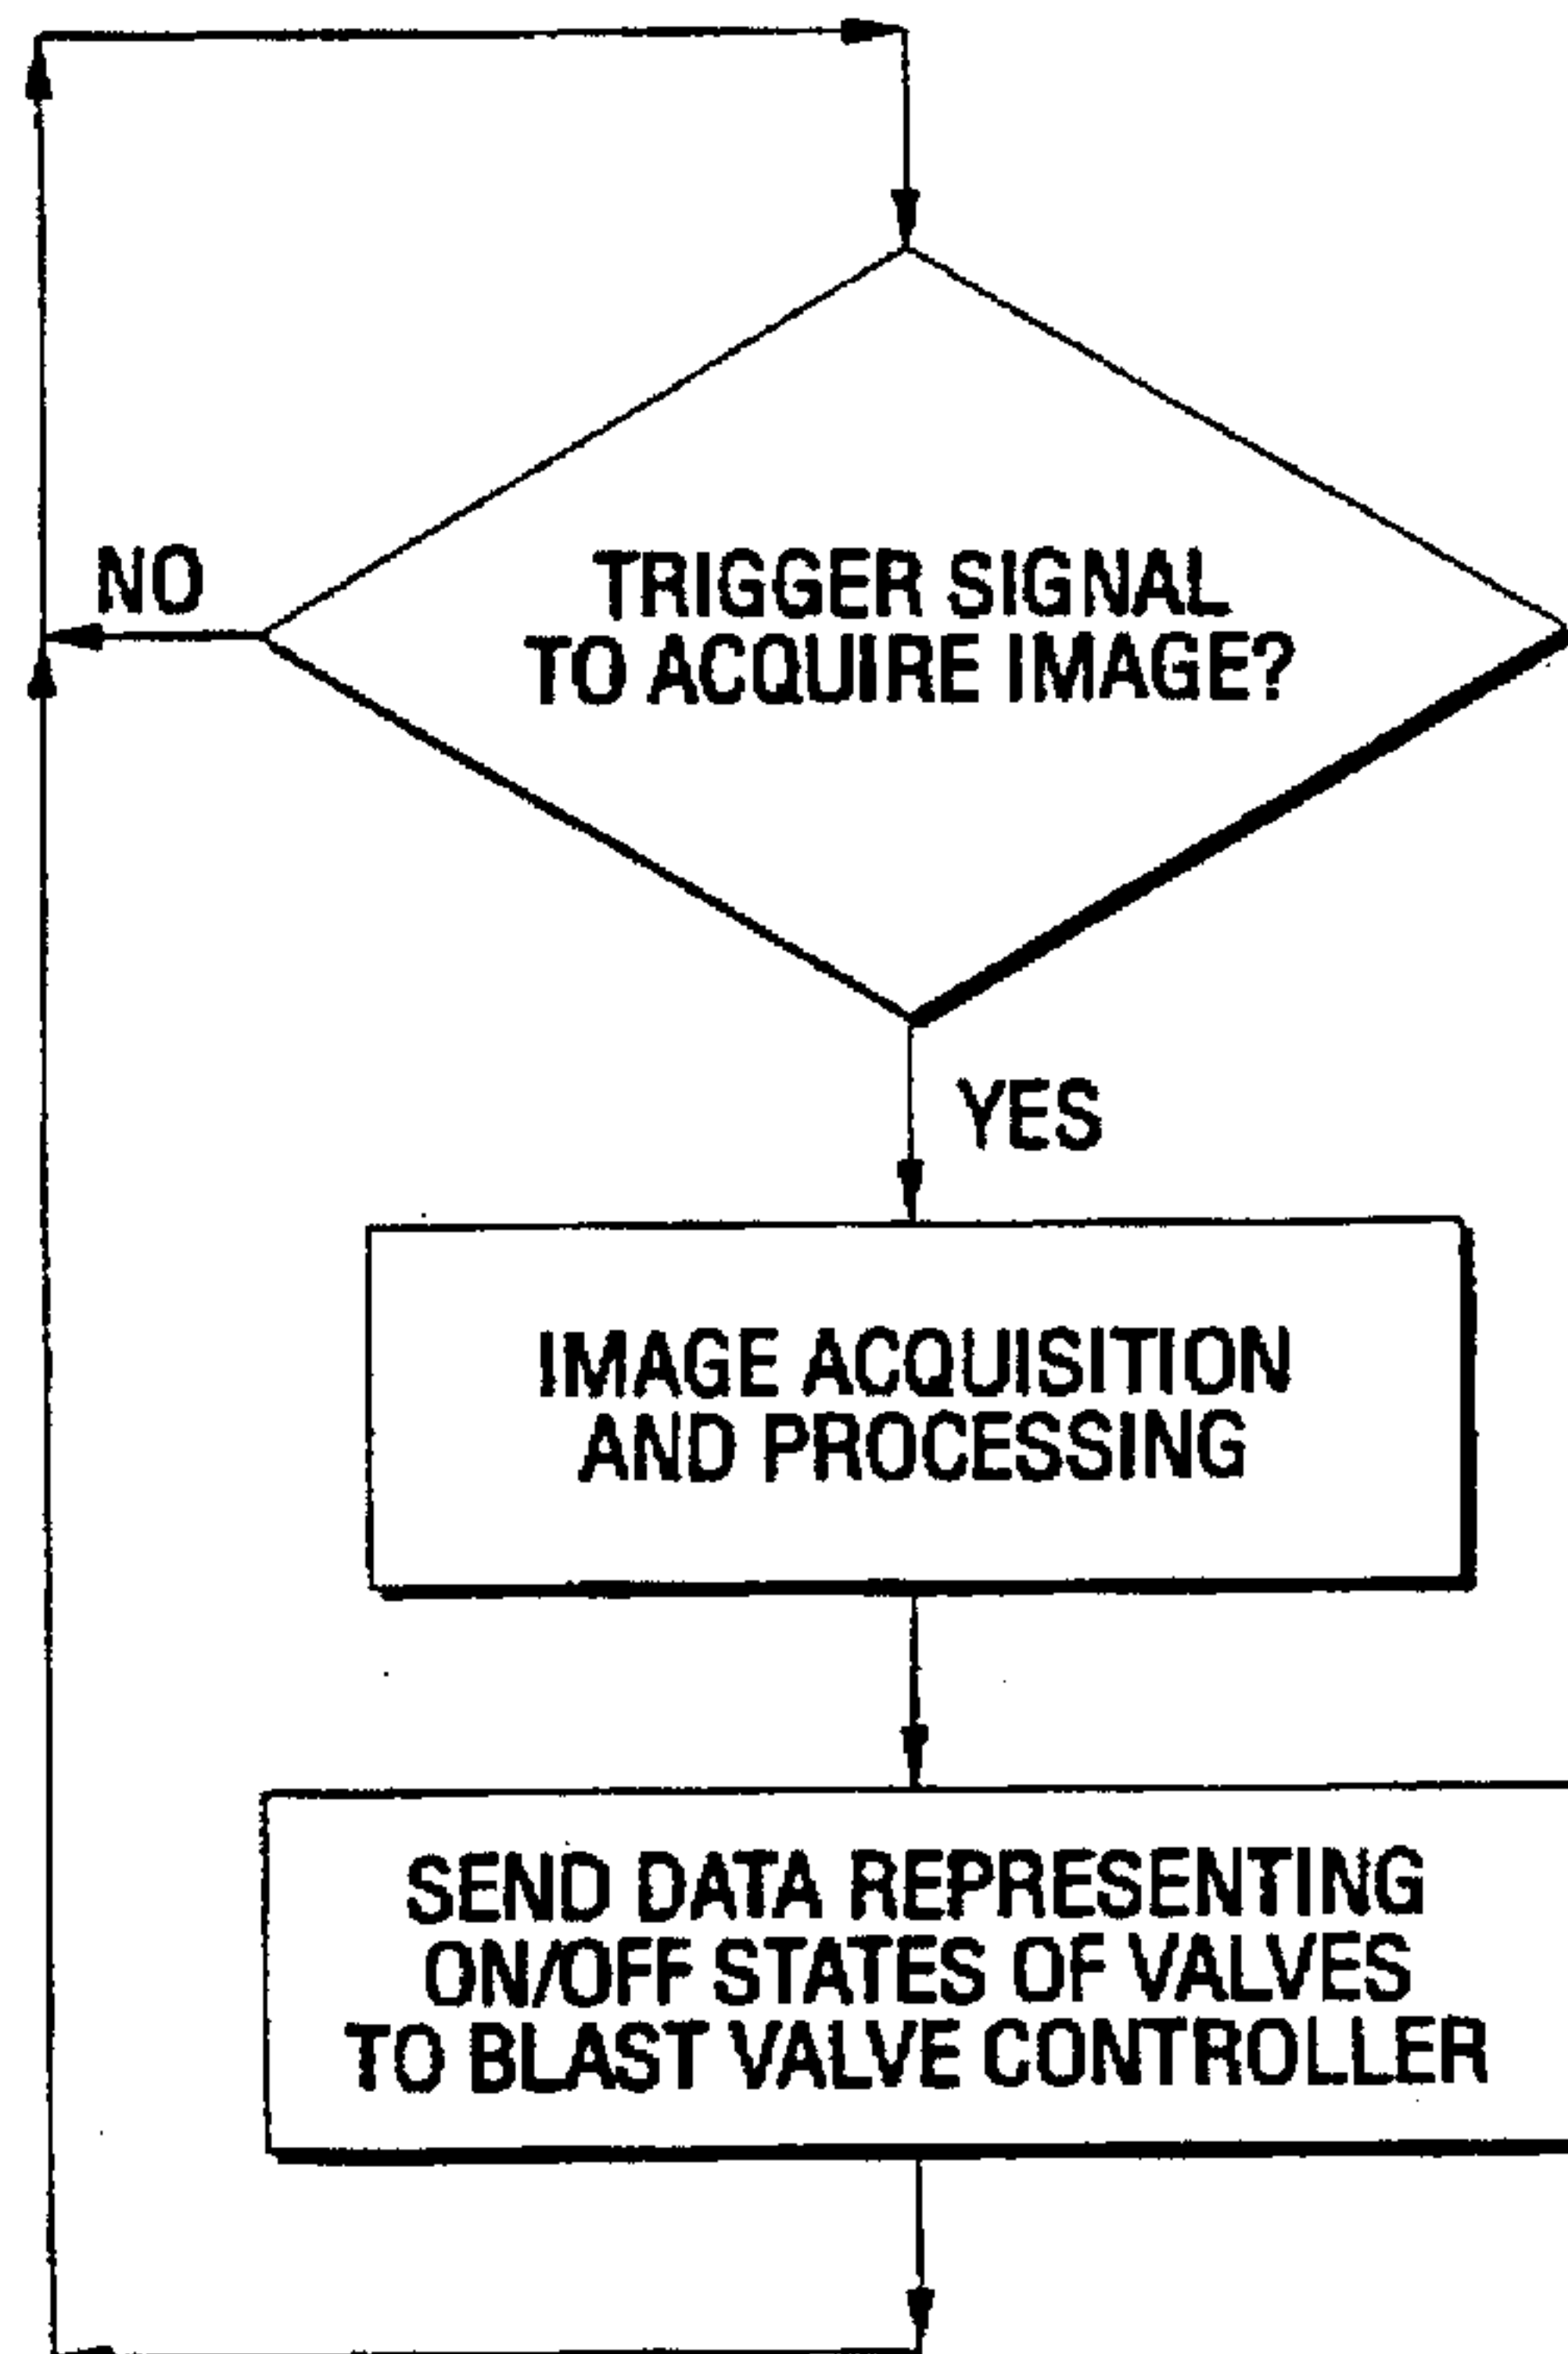 NO
TRIGGER SIGNAL
TO ACQUIRE IMAGE?
YES
IMAGE ACQUISITION
AND PROCESSING
SEND DATA REPRESENTING
ON/OFF STATES OF VALVES
TO BLAST VALVE CONTROLLER